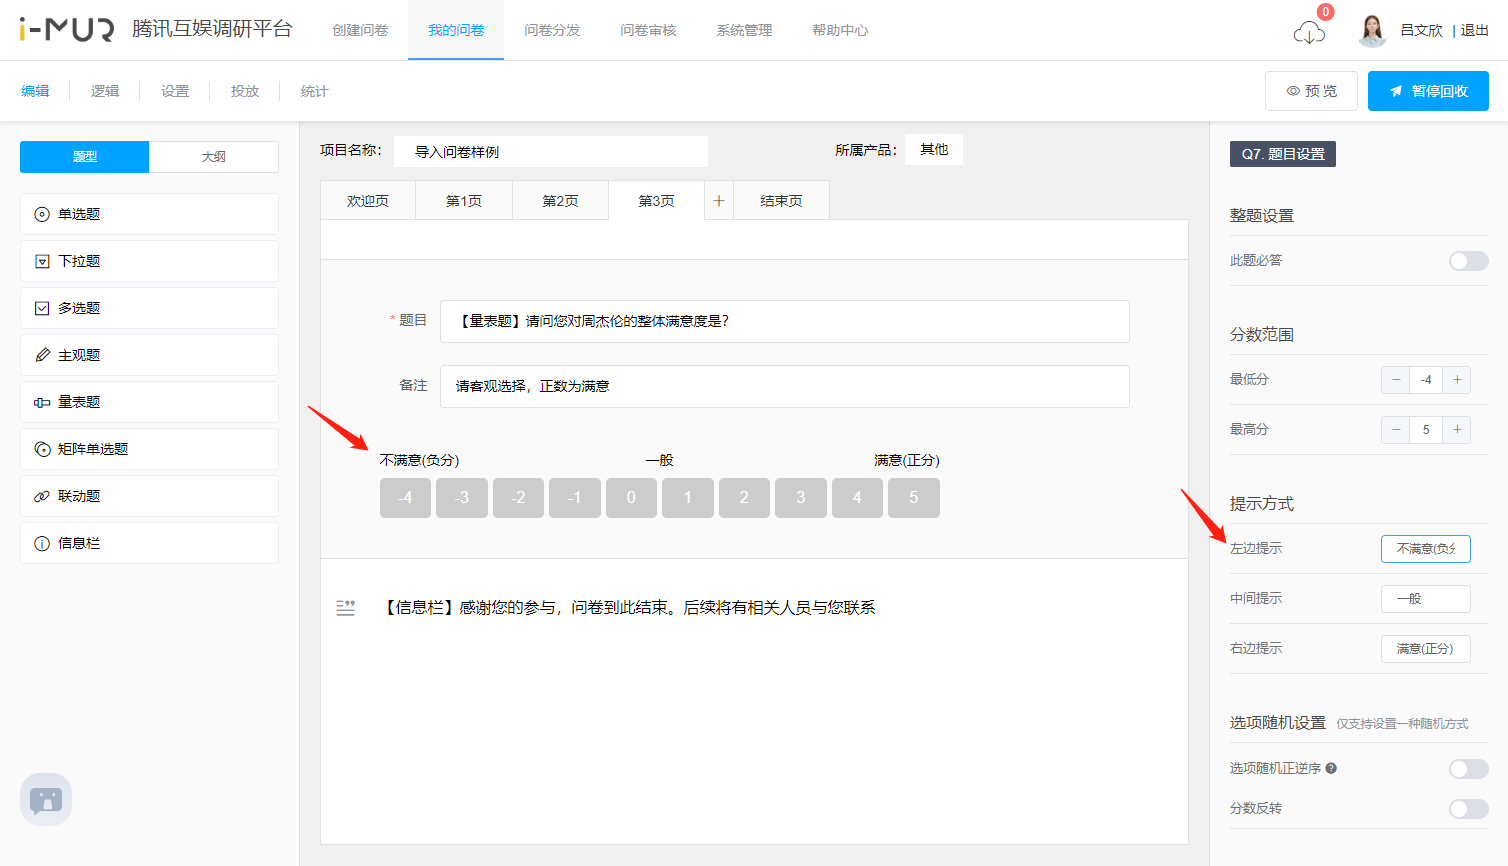 i-MUR 腾讯互娱调研平台 创建问卷 我的问卷 问卷分发 问卷审核 系统管理 帮助中心 0 吕文欣 | 退出
编辑 逻辑 设置 投放 统计 预 览 暂停回收
题型 大纲
单选题
下拉题
多选题
主观题
量表题
矩阵单选题
联动题
信息栏
项目名称： 导入问卷样例 所属产品： 其他
欢迎页 第1页 第2页 第3页 + 结束页
* 题目 【量表题】请问您对周杰伦的整体满意度是?
备注 请客观选择，正数为满意
不满意(负分) 一般 满意(正分)
-4 -3 -2 -1 0 1 2 3 4 5
【信息栏】感谢您的参与，问卷到此结束。后续将有相关人员与您联系
Q7. 题目设置
整题设置
此题必答
分数范围
最低分 − -4 +
最高分 − 5 +
提示方式
左边提示 不满意(负分
中间提示 一般
右边提示 满意(正分)
选项随机设置 仅支持设置一种随机方式
选项随机正逆序 ?
分数反转